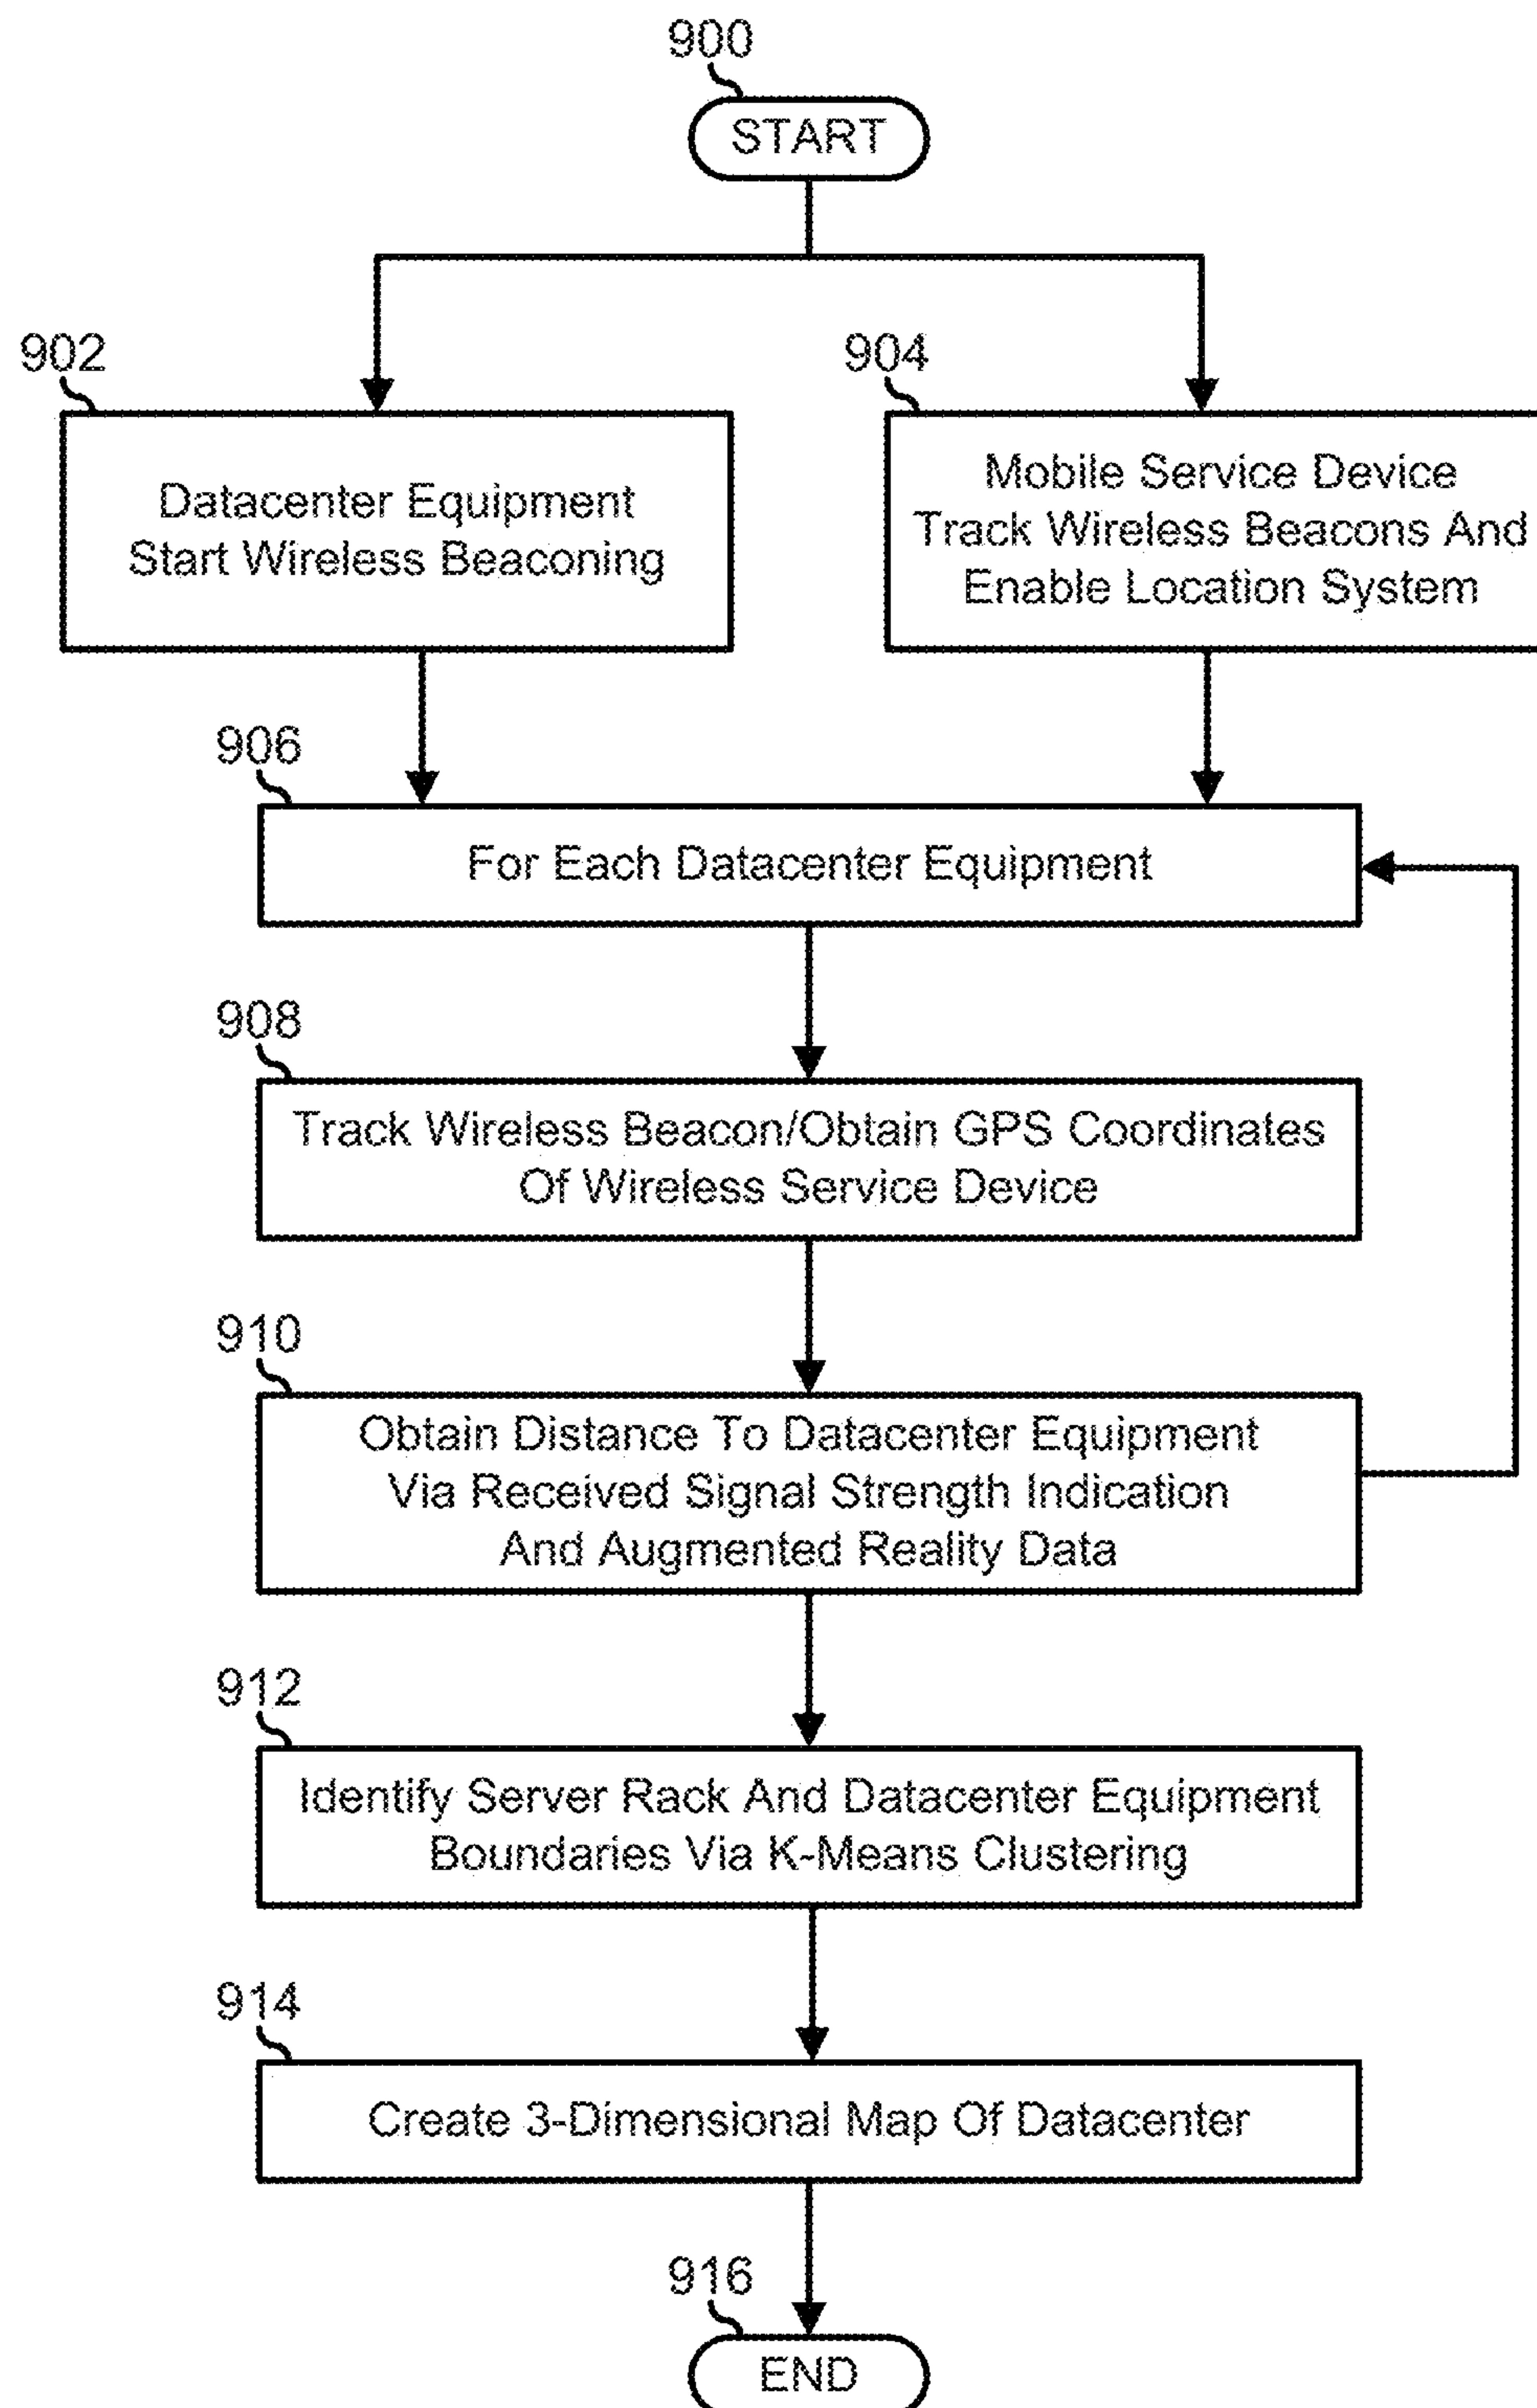 900
START
902
904
Datacenter Equipment
Start Wireless Beaconing
Mobile Service Device
Track Wireless Beacons And
Enable Location System
906
For Each Datacenter Equipment
908
Track Wireless Beacon/Obtain GPS Coordinates
Of Wireless Service Device
910
Obtain Distance To Datacenter Equipment
Via Received Signal Strength Indication
And Augmented Reality Data
912
Identify Server Rack And Datacenter Equipment
Boundaries Via K-Means Clustering
914
Create 3-Dimensional Map Of Datacenter
916
END